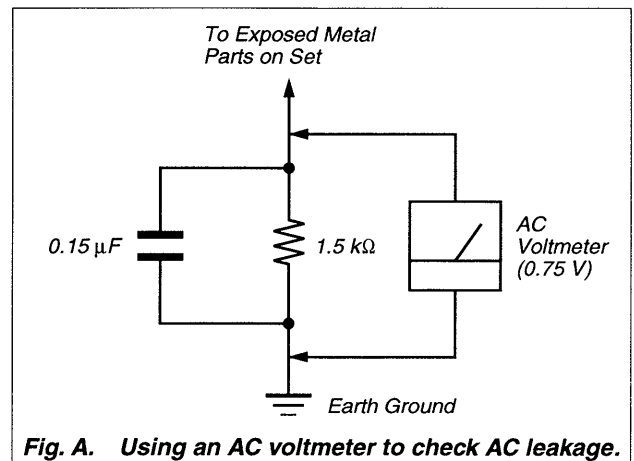 To Exposed Metal
Parts on Set
0.15 μF
1.5 kΩ
AC
Voltmeter
(0.75 V)
Earth Ground
Fig. A. Using an AC voltmeter to check AC leakage.